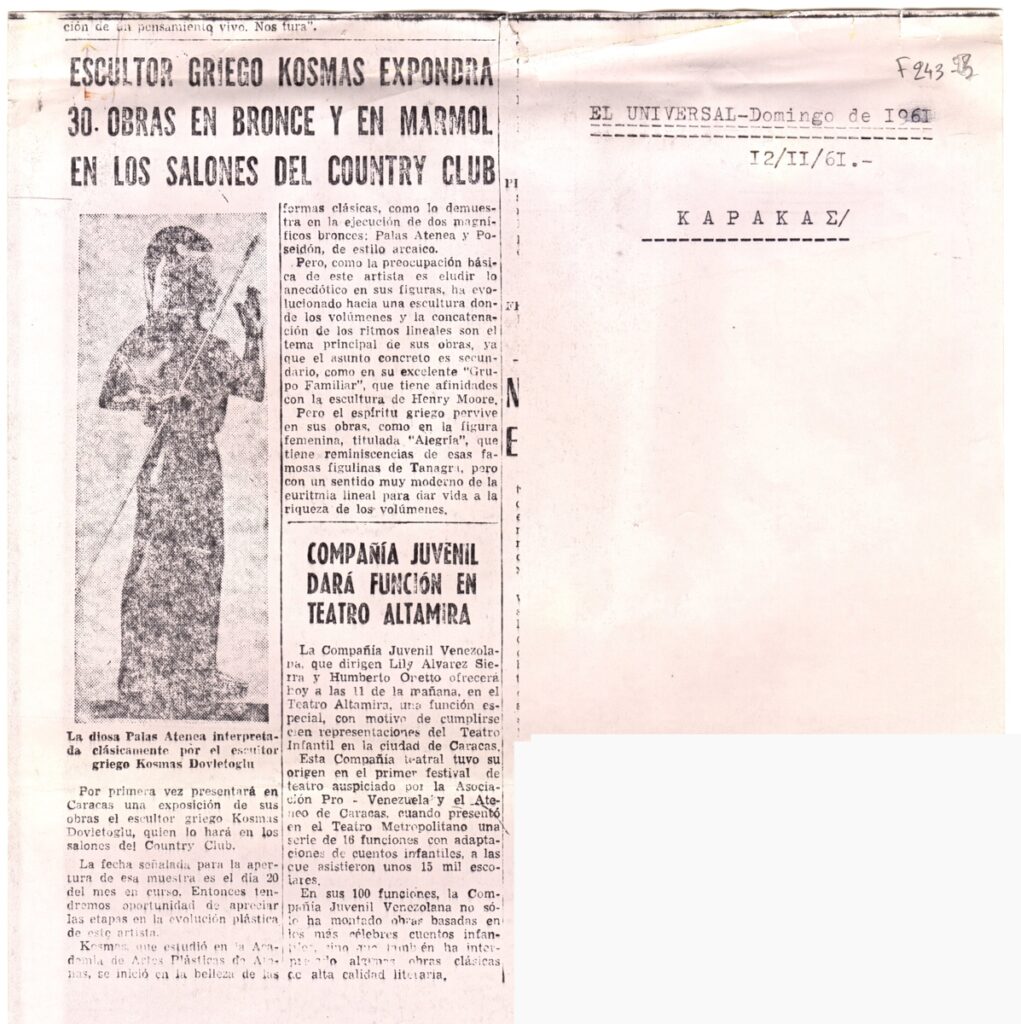 ción de un pensamiento vivo. Nos tura".
ESCULTOR GRIEGO KOSMAS EXPONDRA
30 OBRAS EN BRONCE Y EN MARMOL
EN LOS SALONES DEL COUNTRY CLUB
La diosa Palas Atenea interpreta-
da clásicamente por el escultor
griego Kosmas Dovletoglu
Por primera vez presentará en
Caracas una exposición de sus
obras el escultor griego Kosmas
Dovletoglu, quien lo hará en los
salones del Country Club.
La fecha señalada para la aper-
tura de esa muestra es el día 20
del mes en curso. Entonces ten-
dremos oportunidad de apreciar
las etapas en la evolución plástica
de este artista.
Kosmas, que estudió en la Aca-
demia de Artes Plásticas de Ate-
nas, se inició en la belleza de las
formas clásicas, como lo demues-
tra en la ejecución de dos magní-
ficos bronces: Palas Atenea y Po-
seidón, de estilo arcaico.
Pero, como la preocupación bási-
ca de este artista es eludir lo
anecdótico en sus figuras, ha evo-
lucionado hacia una escultura don-
de los volúmenes y la concatena-
ción de los ritmos lineales son el
tema principal de sus obras, ya
que el asunto concreto es secun-
dario, como en su excelente "Gru-
po Familiar", que tiene afinidades
con la escultura de Henry Moore.
Pero el espíritu griego pervive
en sus obras, como en la figura
femenina, titulada "Alegría", que
tiene reminiscencias de esas fa-
mosas figulinas de Tanagra, pero
con un sentido muy moderno de la
euritmia lineal para dar vida a la
riqueza de los volúmenes.
COMPAÑÍA JUVENIL
DARÁ FUNCIÓN EN
TEATRO ALTAMIRA
La Compañía Juvenil Venezola-
na, que dirigen Lily Alvarez Sie-
rra y Humberto Oretto ofrecerá
hoy a las 11 de la mañana, en el
Teatro Altamira, una función es-
pecial, con motivo de cumplirse
cien representaciones del Teatro
Infantil en la ciudad de Caracas.
Esta Compañía teatral tuvo su
origen en el primer festival de
teatro auspiciado por la Asocia-
ción Pro - Venezuela y el Ate-
neo de Caracas, cuando presentó
en el Teatro Metropolitano una
serie de 16 funciones con adapta-
ciones de cuentos infantiles, a las
que asistieron unos 15 mil esco-
lares.
En sus 100 funciones, la Com-
pañía Juvenil Venezolana no só-
lo ha montado obras basadas en
los más célebres cuentos infan-
tiles, sino que también ha inter-
pretado algunas obras clásicas
de alta calidad literaria.
F 243
EL UNIVERSAL-Domingo de 1961
12/II/61.-
ΚΑΡΑΚΑΣ/